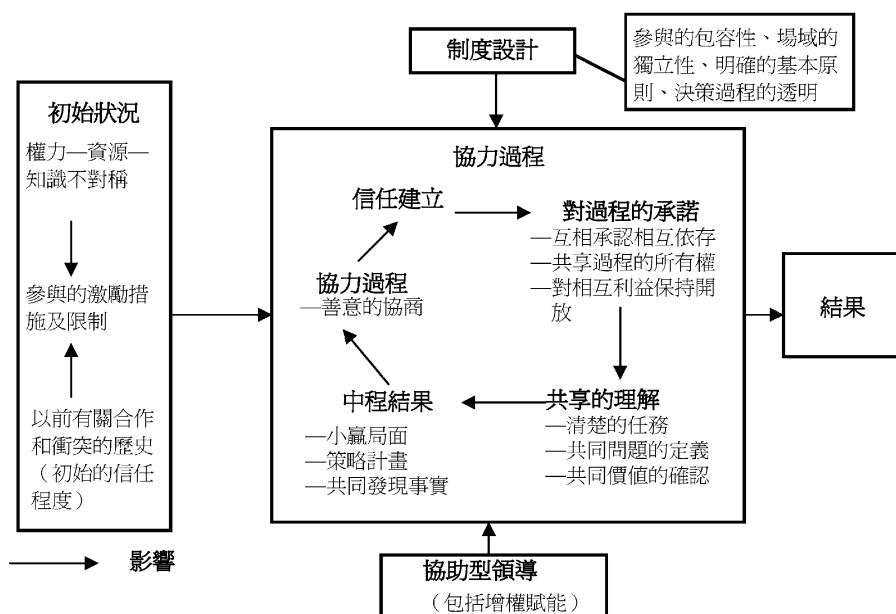 制度設計
參與的包容性、場域的
獨立性、明確的基本原
則、決策過程的透明
初始狀況
權力—資源—
知識不對稱
參與的激勵措
施及限制
以前有關合作
和衝突的歷史
（初始的信任
程度）
協力過程
信任建立
對過程的承諾
—互相承認相互依存
—共享過程的所有權
—對相互利益保持開
放
協力過程
—善意的協商
中程結果
—小贏局面
—策略計畫
—共同發現事實
共享的理解
—清楚的任務
—共同問題的定義
—共同價值的確認
結果
影響
協助型領導
（包括增權賦能）